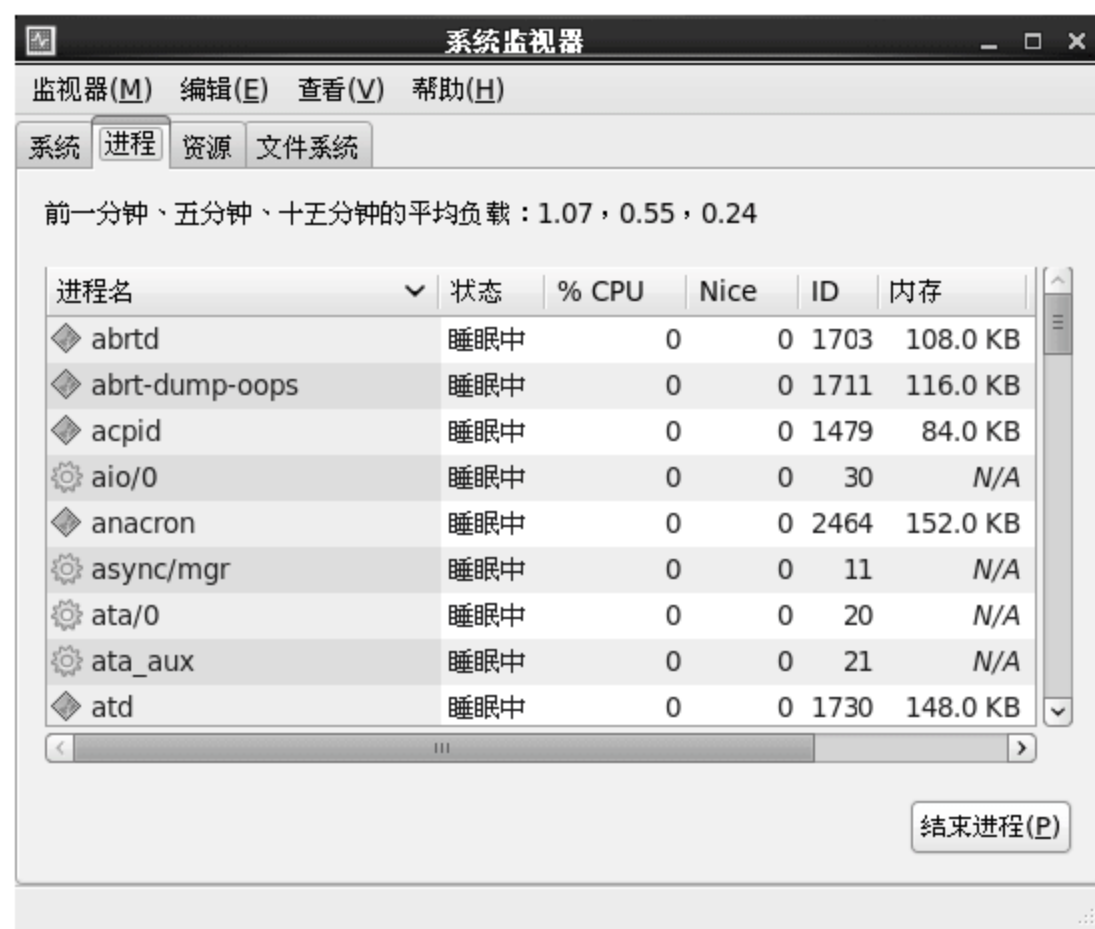 系统监视器
监视器(M) 编辑(E) 查看(V) 帮助(H)
系统 进程 资源 文件系统
前一分钟、五分钟、十五分钟的平均负载：1.07，0.55，0.24
进程名 状态 % CPU Nice ID 内存
abrtd 睡眠中 0 0 1703 108.0 KB
abrt-dump-oops 睡眠中 0 0 1711 116.0 KB
acpid 睡眠中 0 0 1479 84.0 KB
aio/0 睡眠中 0 0 30 N/A
anacron 睡眠中 0 0 2464 152.0 KB
async/mgr 睡眠中 0 0 11 N/A
ata/0 睡眠中 0 0 20 N/A
ata_aux 睡眠中 0 0 21 N/A
atd 睡眠中 0 0 1730 148.0 KB
结束进程(P)